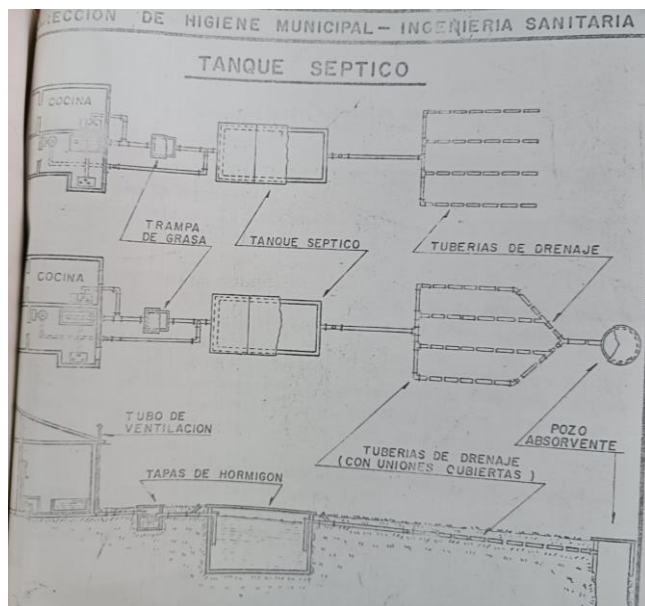 DIRECCION DE HIGIENE MUNICIPAL - INGENIERIA SANITARIA
TANQUE SEPTICO
COCINA
TRAMPA
DE GRASA
TANQUE SEPTICO
TUBERIAS DE DRENAJE
COCINA
TUBO DE
VENTILACION
TAPAS DE HORMIGON
TUBERIAS DE DRENAJE
(CON UNIONES CUBIERTAS)
POZO
ABSORVENTE